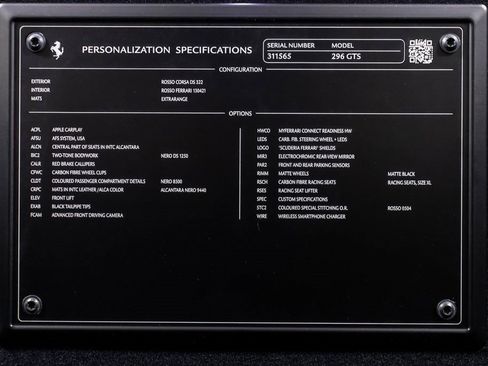 PERSONALIZATION SPECIFICATIONS
SERIAL NUMBER MODEL
311565 296 GTS
CONFIGURATION
EXTERIOR ROSSO CORSA DS 322
INTERIOR ROSSO FERRARI 130421
MATS EXTRARANGE
OPTIONS
ACPL APPLE CARPLAY
AFSU AFS SYSTEM, USA
ALCN CENTRAL PART OF SEATS IN INTC ALCANTARA
BIC2 TWO-TONE BODYWORK NERO DS 1250
CALR RED BRAKE CALLIPERS
CFWC CARBON FIBRE WHEEL CUPS
CLDT COLOURED PASSENGER COMPARTMENT DETAILS NERO 8500
CRPC MATS IN INTC LEATHER /ALCA COLOR ALCANTARA NERO 9440
ELEV FRONT LIFT
EXAB BLACK TAILPIPE TIPS
FCAM ADVANCED FRONT DRIVING CAMERA
HWCO MYFERRARI CONNECT READINESS HW
LEDS CARB. FIB. STEERING WHEEL + LEDS
LOGO "SCUDERIA FERRARI" SHIELDS
MIR3 ELECTROCHROMIC REAR-VIEW MIRROR
PAR2 FRONT AND REAR PARKING SENSORS
RIMM MATTE WHEELS MATTE BLACK
RSCH CARBON FIBRE RACING SEATS RACING SEATS, SIZE XL
RSES RACING SEAT LIFTER
SPEC CUSTOM SPECIFICATIONS
STC2 COLOURED SPECIAL STITCHING O.R. ROSSO 0504
WIRE WIRELESS SMARTPHONE CHARGER